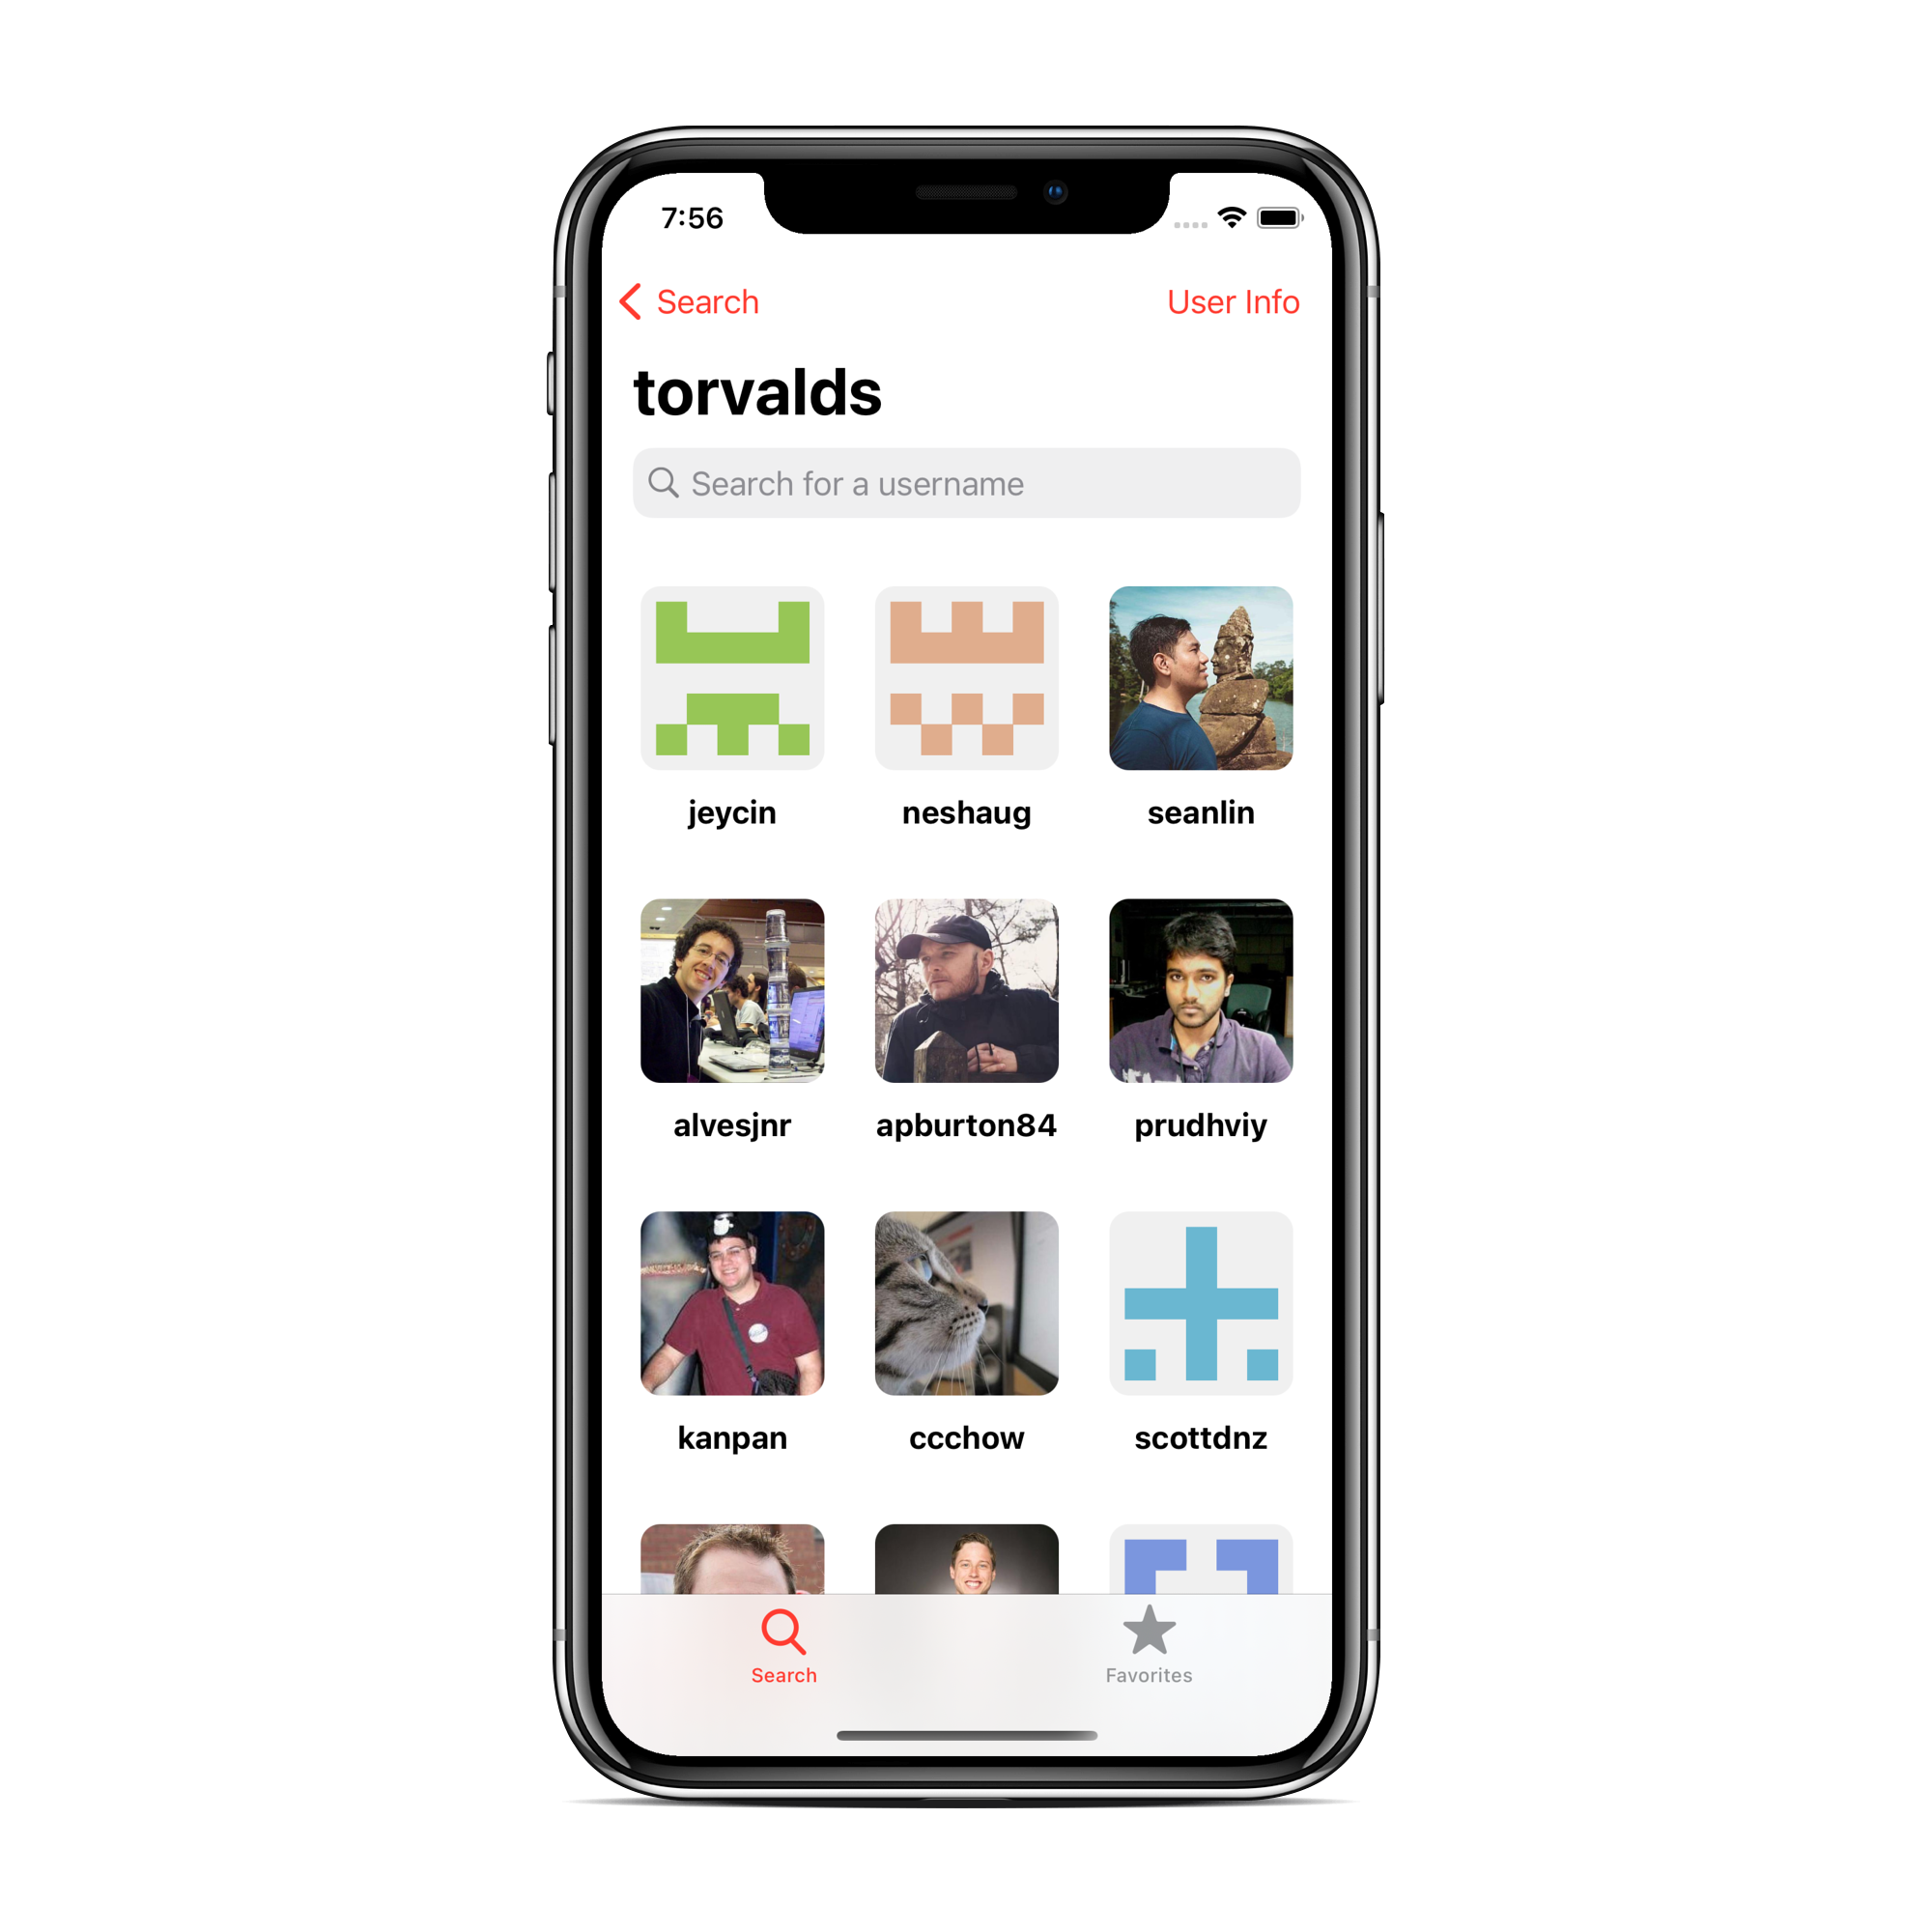 7:56
Search
User Info
torvalds
Search for a username
jeycin
neshaug
seanlin
alvesjnr
apburton84
prudhviy
kanpan
ccchow
scottdnz
Search
Favorites